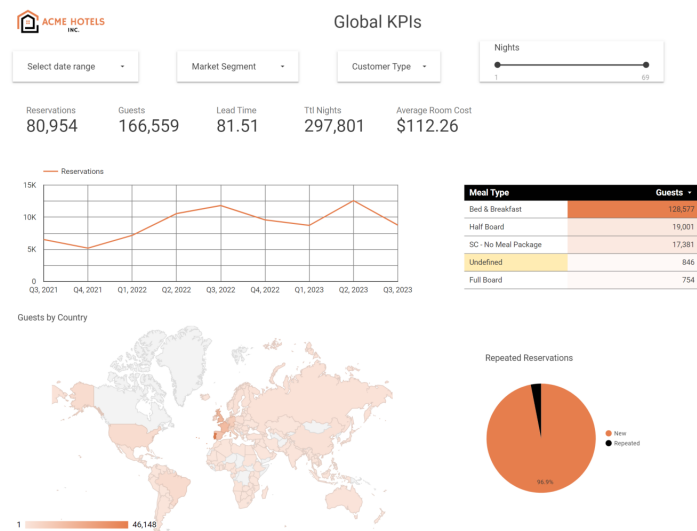 ACME HOTELS
INC.
Global KPIs
Select date range
Market Segment
Customer Type
Nights
1
69
Reservations
80,954
Guests
166,559
Lead Time
81.51
Ttl Nights
297,801
Average Room Cost
$112.26
Reservations
15K
10K
5K
0
Q3, 2021
Q4, 2021
Q1, 2022
Q2, 2022
Q3, 2022
Q4, 2022
Q1, 2023
Q2, 2023
Q3, 2023
Meal Type Guests
Bed & Breakfast 128,577
Half Board 19,001
SC - No Meal Package 17,381
Undefined 846
Full Board 754
Guests by Country
1
46,148
Repeated Reservations
New
Repeated
96.9%